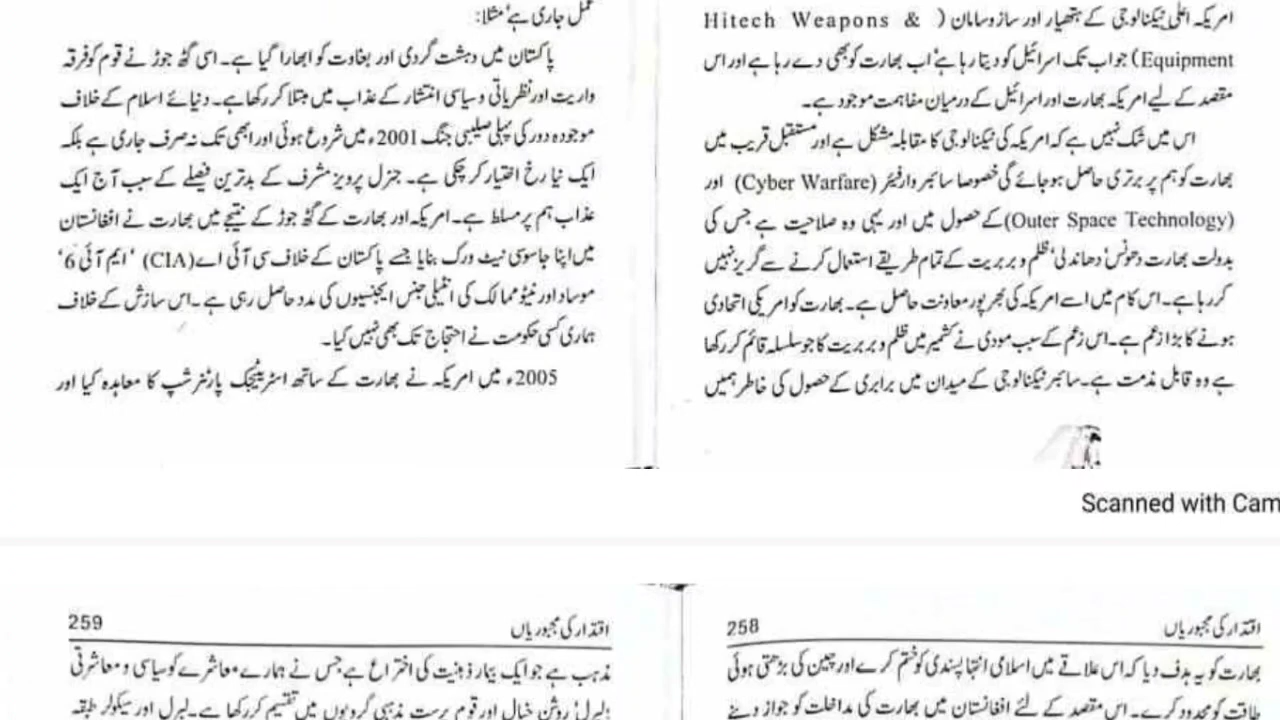 امریکہ اعلیٰ ٹیکنالوجی کے ہتھیار اور ساز و سامان ( Hitech Weapons &
Equipment) جو اب تک اسرائیل کو دیتا رہا ہے' اب بھارت کو بھی دے رہا ہے اور اس
مقصد کے لیے امریکہ بھارت اور اسرائیل کے درمیان مفاہمت موجود ہے۔
اس میں شک نہیں ہے کہ امریکہ کی ٹیکنالوجی کا مقابلہ مشکل ہے اور مستقبل قریب میں
بھارت کو ہم پر برتری حاصل ہو جائے گی خصوصا سائبر وارفیئر (Cyber Warfare) اور
(Outer Space Technology) کے حصول میں اور یہی وہ صلاحیت ہے جس کی
بدولت بھارت دھونس' دھاندلی' ظلم و بربریت کے تمام طریقے استعمال کرنے سے گریز نہیں
کر رہا ہے۔ اس کام میں اسے امریکہ کی بھرپور معاونت حاصل ہے۔ بھارت کو امریکی اتحادی
ہونے کا بڑا زعم ہے۔ اس زعم کے سبب مودی نے کشمیر میں ظلم و بربریت کا جو سلسلہ قائم کر رکھا
ہے وہ قابل مذمت ہے۔ سائبر ٹیکنالوجی کے میدان میں برابری کے حصول کی خاطر ہمیں
عمل جاری ہے' مثلا:
پاکستان میں دہشت گردی اور بغاوت کو ابھارا گیا ہے۔ اسی گٹھ جوڑ نے قوم کو فرقہ
واریت اور نظریاتی و سیاسی انتشار کے عذاب میں مبتلا کر رکھا ہے۔ دنیائے اسلام کے خلاف
موجودہ دور کی پہلی صلیبی جنگ 2001ء میں شروع ہوئی اور ابھی تک نہ صرف جاری ہے بلکہ
ایک نیا رخ اختیار کر چکی ہے۔ جنرل پرویز مشرف کے بدترین فیصلے کے سبب آج ایک
عذاب ہم پر مسلط ہے۔ امریکہ اور بھارت کے گٹھ جوڑ کے نتیجے میں بھارت نے افغانستان
میں اپنا جاسوسی نیٹ ورک بنایا جسے پاکستان کے خلاف سی آئی اے (CIA) ' ایم آئی 6'
موساد اور نیٹو ممالک کی انٹیلی جنس ایجنسیوں کی مدد حاصل رہی ہے۔ اس سازش کے خلاف
ہماری کسی حکومت نے احتجاج تک بھی نہیں کیا۔
2005ء میں امریکہ نے بھارت کے ساتھ اسٹریٹیجک پارٹنرشپ کا معاہدہ کیا اور
Scanned with Cam
اقتدار کی مجبوریاں 258
بھارت کو یہ ہدف دیا کہ اس علاقے میں اسلامی انتہا پسندی کو ختم کرے اور چین کی بڑھتی ہوئی
طاقت کو محدود کرے۔ اس مقصد کے لئے افغانستان میں بھارت کی مداخلت کو جواز دینے
اقتدار کی مجبوریاں 259
مذہب ہے جو ایک بیمار ذہنیت کی اختراع ہے جس نے ہمارے معاشرے کو سیاسی و معاشرتی
لبرل' روشن خیال اور قوم پرست مذہبی گروہوں میں تقسیم کر رکھا ہے۔ لبرل اور سیکولر طبقہ